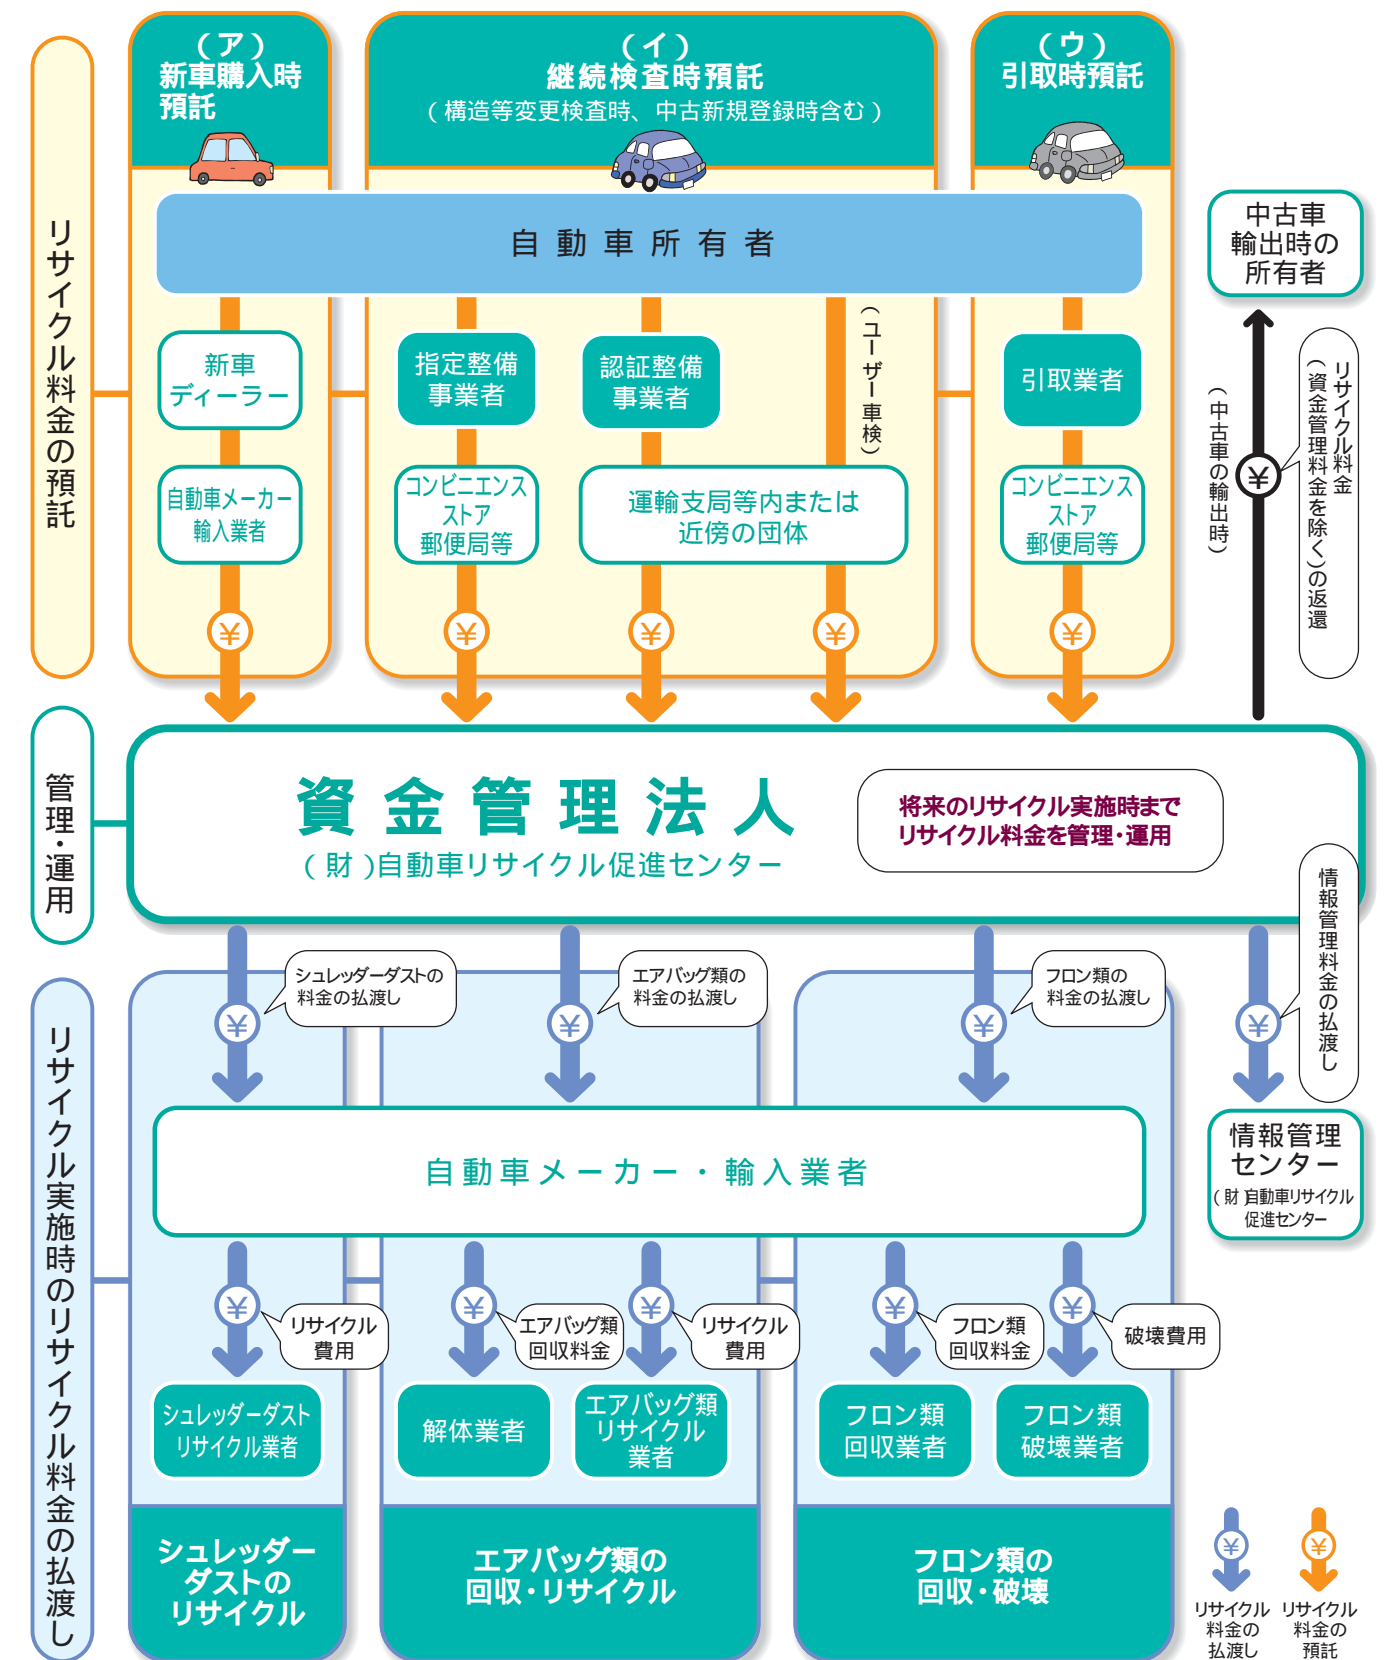 (ア)
新車購入時
預託
(イ)
継続検査時預託
(構造等変更検査時、中古新規登録時含む)
(ウ)
引取時預託
リサイクル料金の預託
自動車所有者
中古車
輸出時の
所有者
新車
ディーラー
指定整備
事業者
認証整備
事業者
(ユーザー車検)
引取業者
(中古車の輸出時)
¥
リサイクル料金
(資金管理料金を除く)の返還
自動車メーカー
輸入業者
コンビニエンス
ストア
郵便局等
運輸支局等内または
近傍の団体
コンビニエンス
ストア
郵便局等
¥
¥
¥
¥
¥
管理・運用
資金管理法人
(財)自動車リサイクル促進センター
将来のリサイクル実施時まで
リサイクル料金を管理・運用
リサイクル実施時のリサイクル料金の払渡し
¥
シュレッダーダストの
料金の払渡し
¥
エアバッグ類の
料金の払渡し
¥
フロン類の
料金の払渡し
¥
情報管理料金の払渡し
自動車メーカー・輸入業者
情報管理
センター
(財)自動車リサイクル
促進センター
¥
リサイクル
費用
¥
エアバッグ類
回収料金
¥
リサイクル
費用
¥
フロン類
回収料金
¥
破壊費用
シュレッダーダスト
リサイクル業者
解体業者
エアバッグ類
リサイクル
業者
フロン類
回収業者
フロン類
破壊業者
シュレッダー
ダストの
リサイクル
エアバッグ類の
回収・リサイクル
フロン類の
回収・破壊
¥
リサイクル
料金の
払渡し
¥
リサイクル
料金の
預託